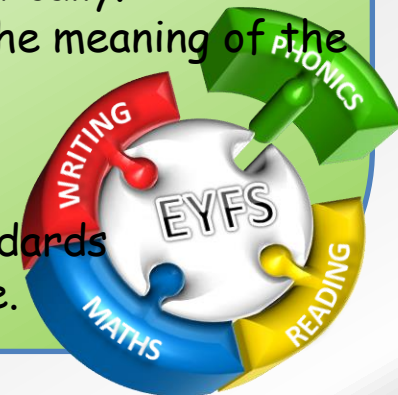 he meaning of the
PHONICS
WRITING
EYFS
dards
e.
MATHS
READING